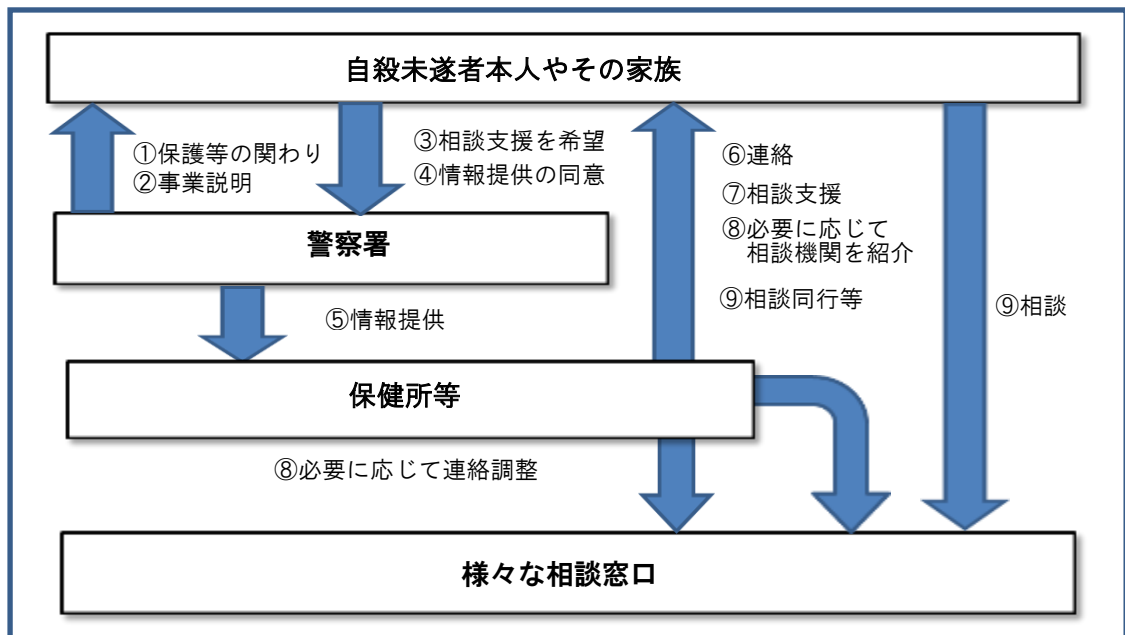 自殺未遂者本人やその家族
①保護等の関わり
②事業説明
③相談支援を希望
④情報提供の同意
⑥連絡
⑦相談支援
⑧必要に応じて
相談機関を紹介
⑨相談同行等
⑨相談
警察署
⑤情報提供
保健所等
⑧必要に応じて連絡調整
様々な相談窓口